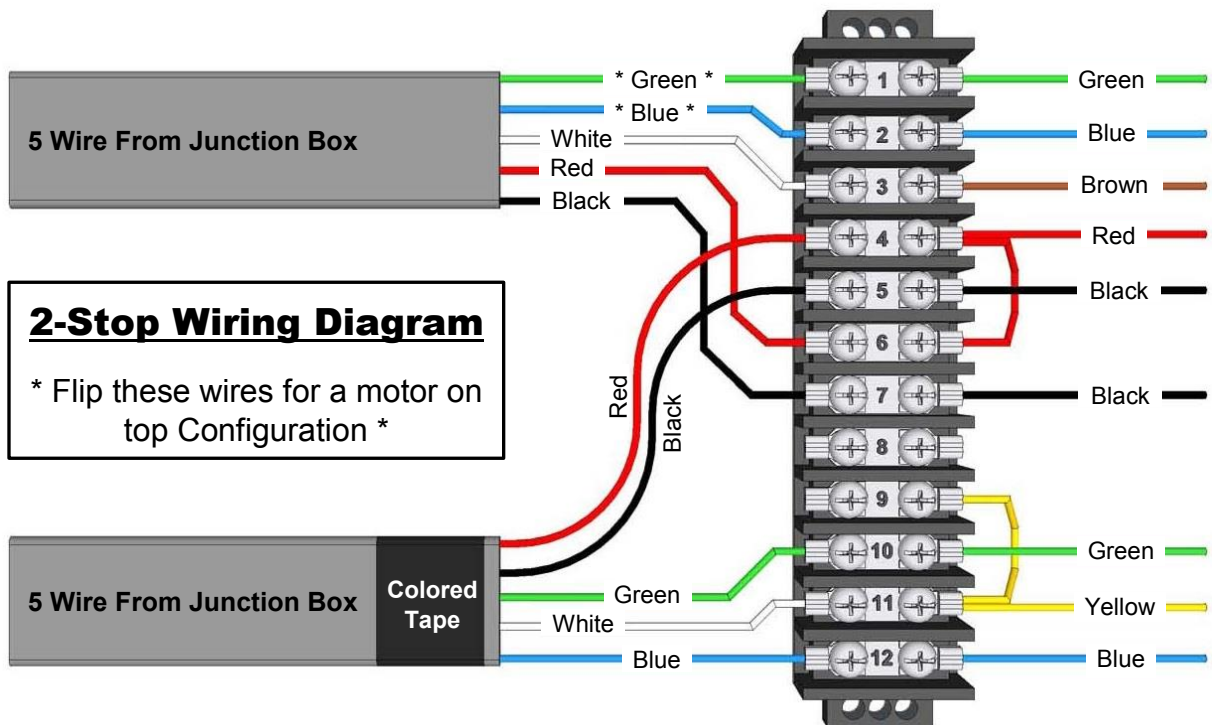 * Green *
1
Green
* Blue *
2
Blue
5 Wire From Junction Box
White
3
Brown
Red
4
Red
Black
5
Black
2-Stop Wiring Diagram
* Flip these wires for a motor on
top Configuration *
6
7
Black
Red
Black
8
9
10
Green
5 Wire From Junction Box
Colored
Tape
Green
11
Yellow
White
Blue
12
Blue